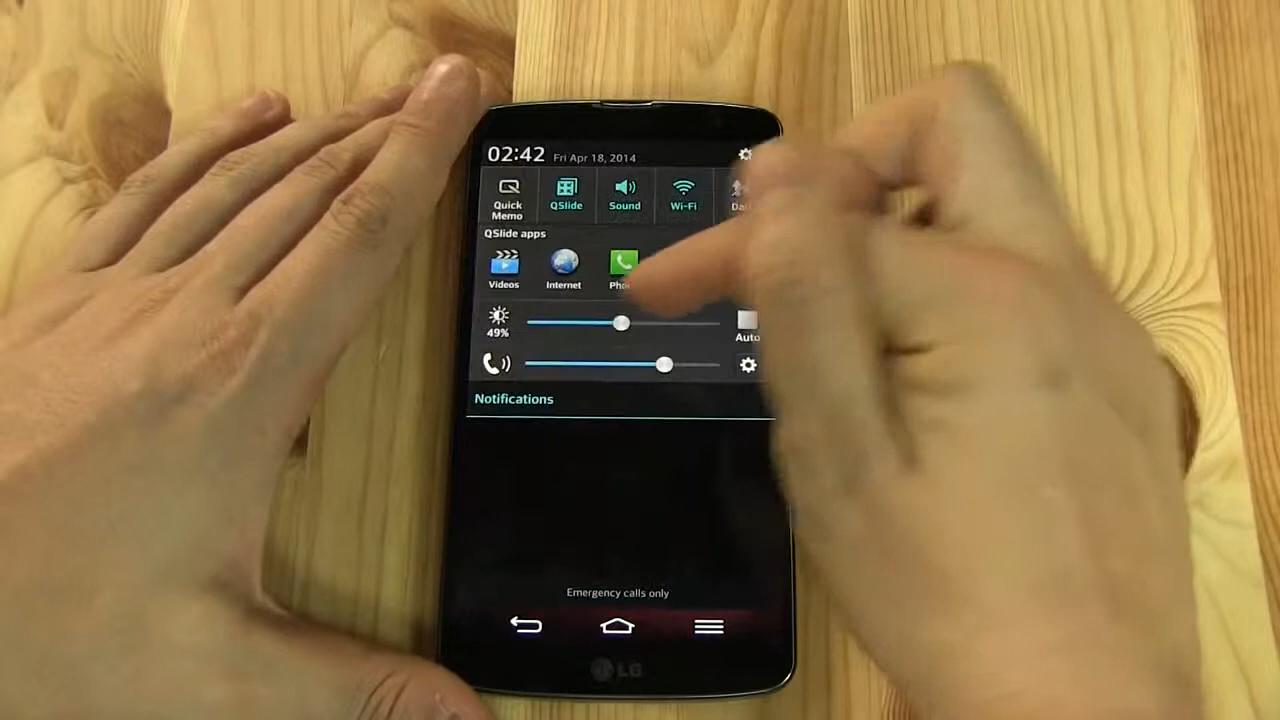 02:42 Fri Apr 18, 2014
Quick Memo QSlide Sound Wi-Fi
QSlide apps
Videos Internet
49% Auto
Notifications
Emergency calls only
LG